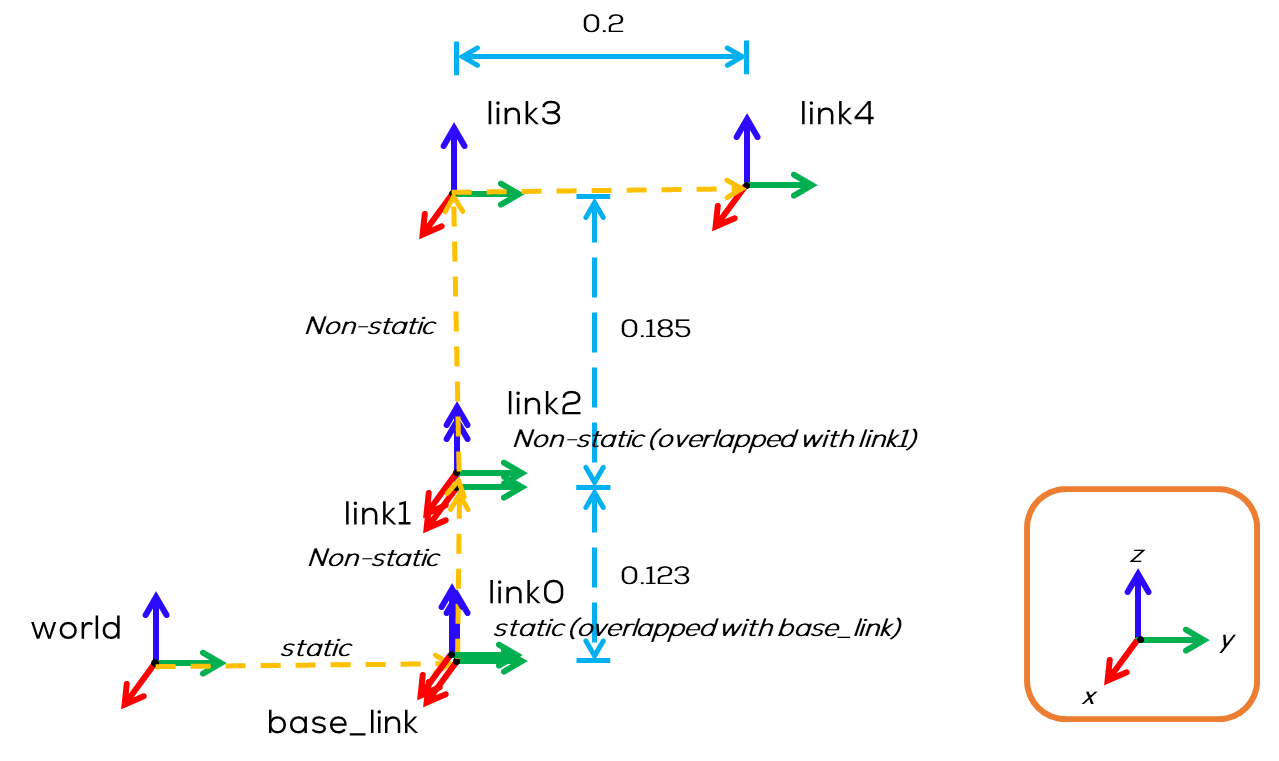 0.2
link3
link4
Non-static
0.185
link2
Non-static (overlapped with link1)
link1
Non-static
0.123
link0
static (overlapped with base_link)
world
static
base_link
z
y
x